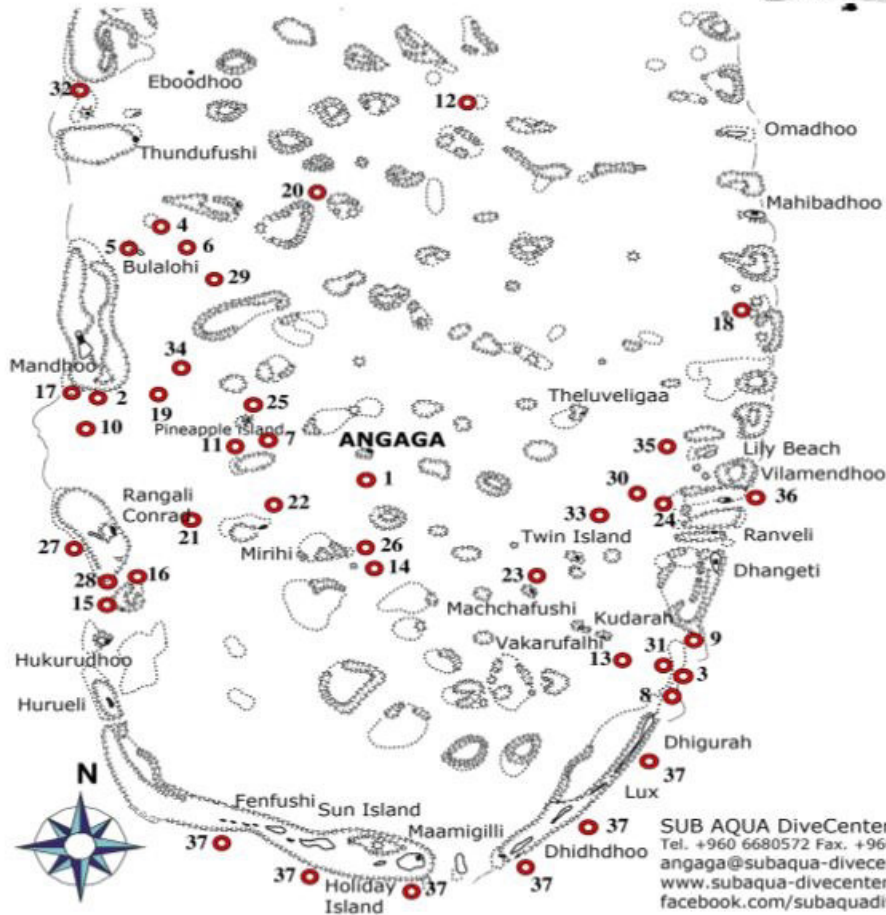 32
Eboodhoo
12
Omadhoo
Thundufushi
20
Mahibadhoo
4
5
6
Bulalohi
29
18
34
Mandhoo
17
2
19
25
Theluveligaa
10
Pineapple Island
11
7
ANGAGA
35
Lily Beach
1
Vilamendhoo
30
36
Rangali
Conrad
22
24
21
33
Ranveli
Twin Island
27
26
Mirihi
14
23
Dhangeti
28
16
15
Machchafushi
Kudarah
9
Vakarufalhi
31
13
3
Hukurudhoo
8
Hurueli
Dhigurah
37
N
Lux
Fenfushi
Sun Island
Maamigilli
37
Dhidhdhoo
37
37
37
Holiday
Island
37
SUB AQUA DiveCenter
Tel. +960 6680572 Fax. +96
angaga@subaqua-divece
www.subaqua-divecenter
facebook.com/subaquadi